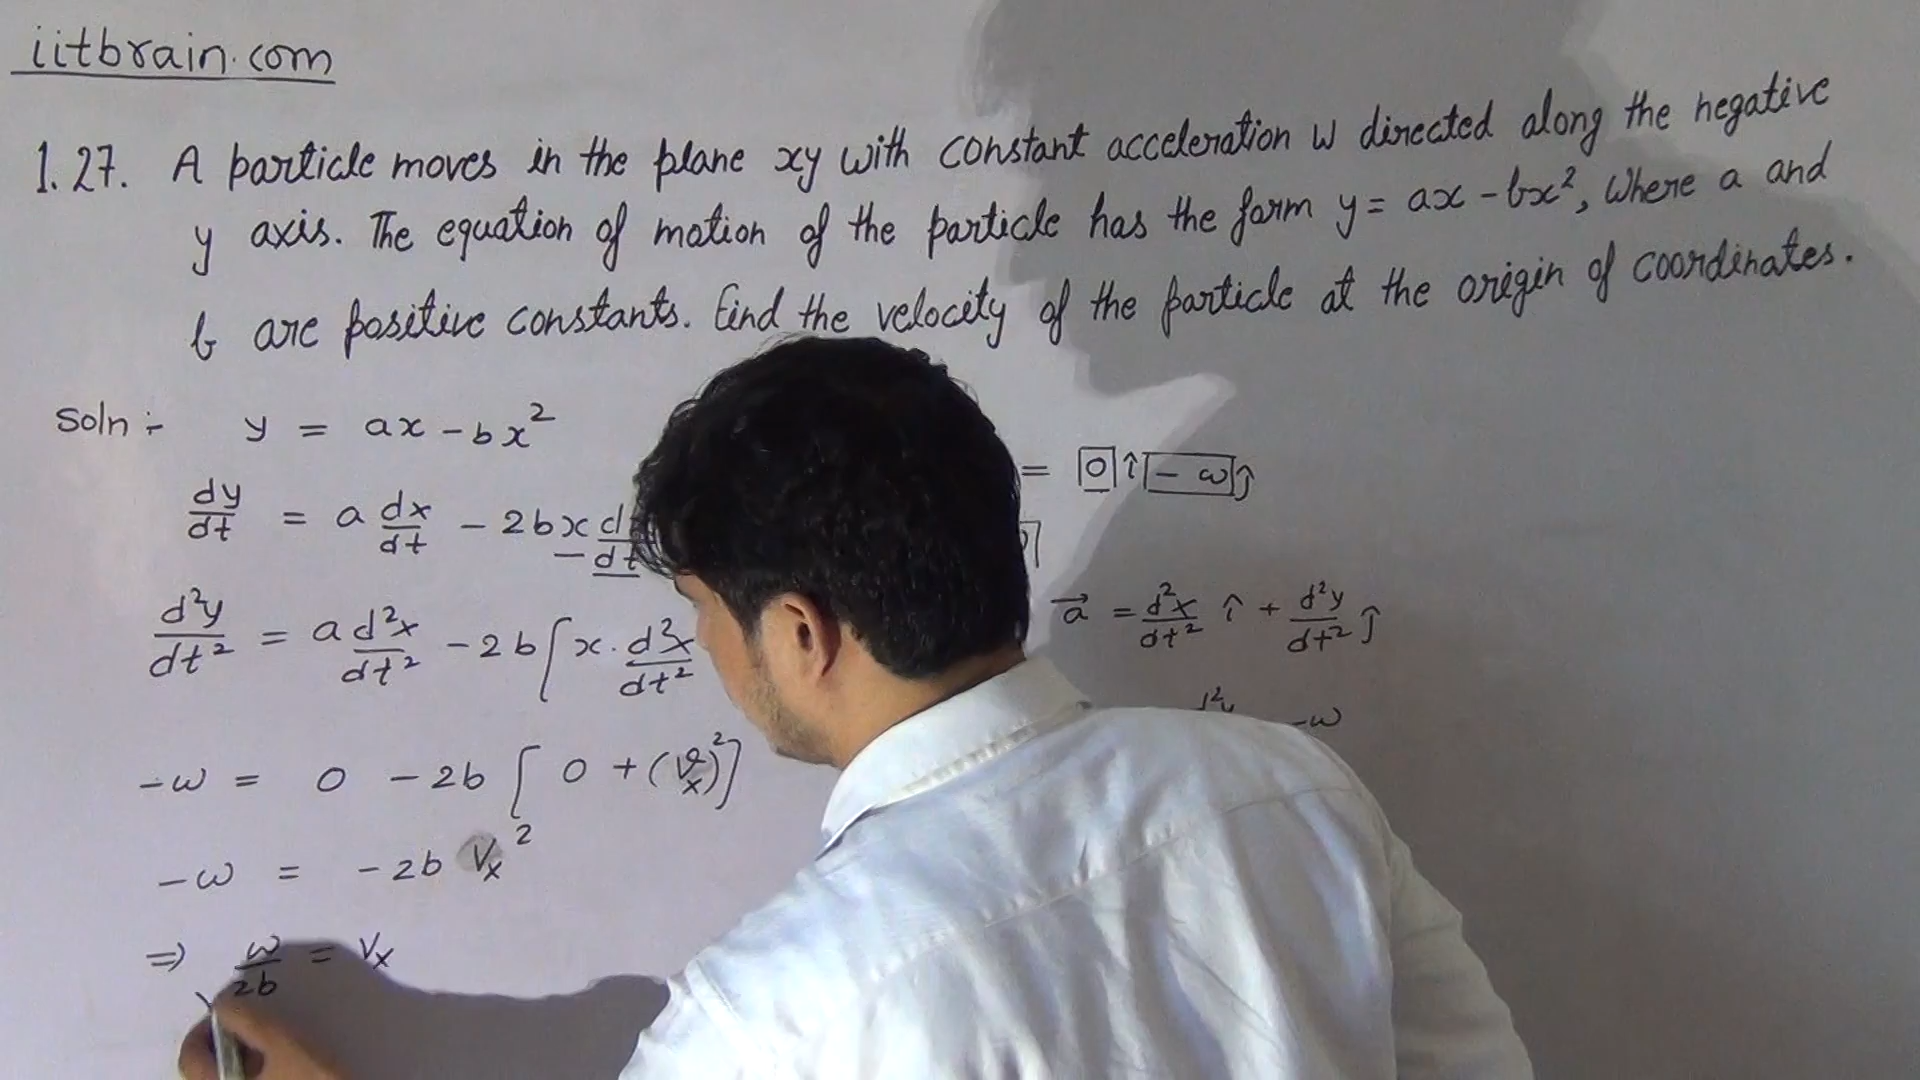 iitbrain.com
1.27. A particle moves in the plane xy with constant acceleration w directed along the negative
y axis. The equation of motion of the particle has the form y = ax - bx², Where a and
b are positive constants. Find the velocity of the particle at the origin of coordinates.
Soln :- y = ax - bx²
= 0 î - ω ĵ
dy/dt = a dx/dt - 2bx d
dt
d²y/dt² = a d²x/dt² - 2b [ x. d²x/dt²
a⃗ = d²x/dt² î + d²y/dt² ĵ
-ω
-ω = 0 - 2b [ 0 + (vx)²]
-ω = -2b Vx²
⇒ ω/2b = Vx